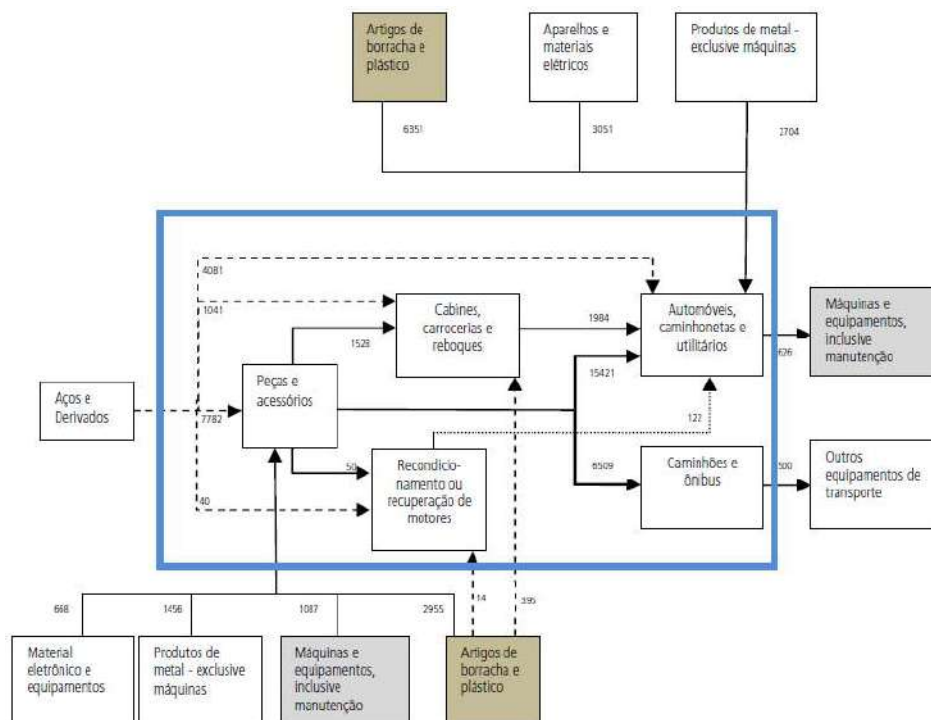 Artigos de
borracha e
plástico
Aparelhos e
materiais
elétricos
Produtos de metal -
exclusive máquinas
6351
3051
2704
4081
1041
Cabines,
carrocerias e
reboques
1984
Automóveis,
caminhonetas e
utilitários
Máquinas e
equipamentos,
inclusive
manutenção
626
1528
15421
Aços e
Derivados
7782
Peças e
acessórios
122
50
Recondicio-
namento ou
recuperação de
motores
6509
Caminhões e
ônibus
500
Outros
equipamentos de
transporte
40
14
395
668
1456
1087
2955
Material
eletrônico e
equipamentos
Produtos de
metal - exclusive
máquinas
Máquinas e
equipamentos,
inclusive
manutenção
Artigos de
borracha e
plástico